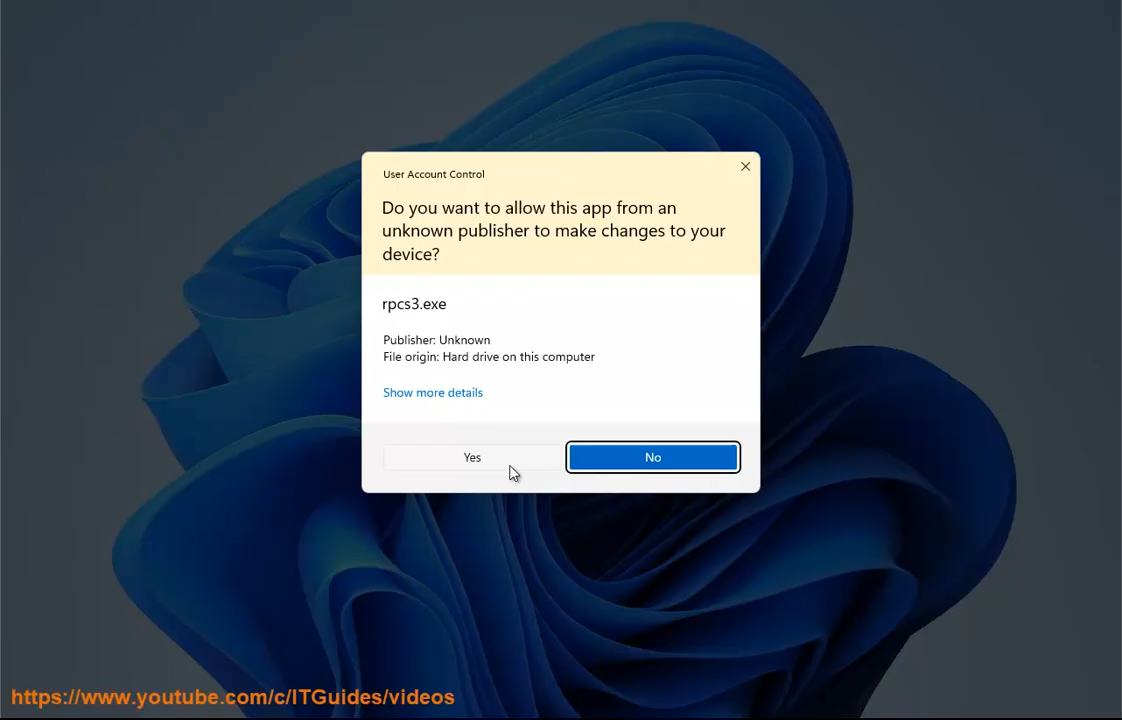 User Account Control
Do you want to allow this app from an
unknown publisher to make changes to your
device?
rpcs3.exe
Publisher: Unknown
File origin: Hard drive on this computer
Show more details
Yes
No
https://www.youtube.com/c/ITGuides/videos